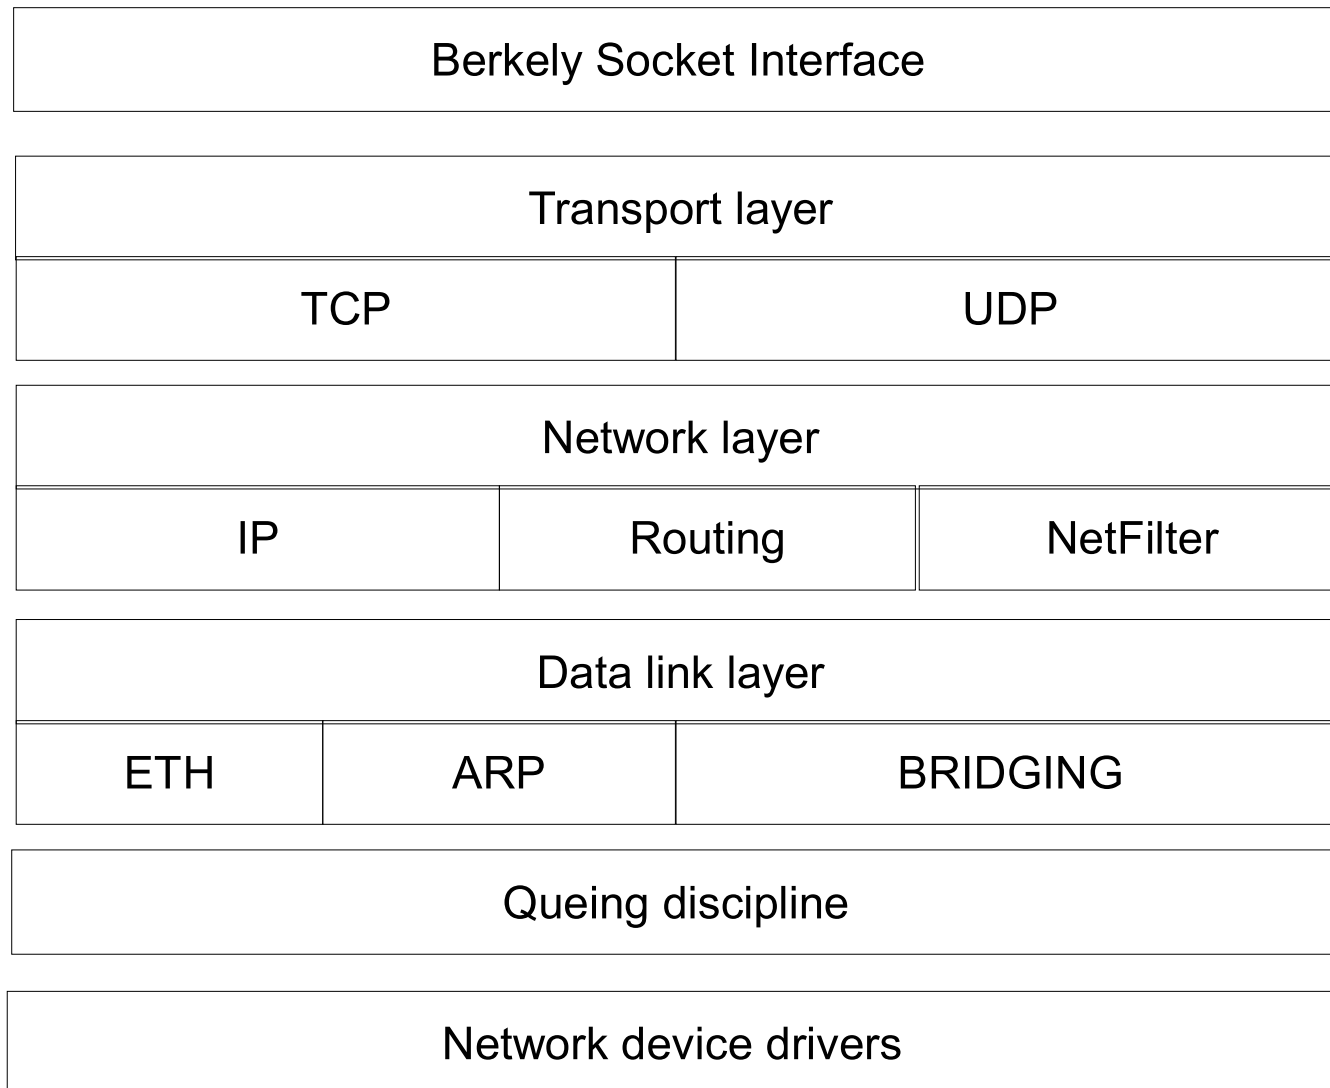 Berkely Socket Interface
Transport layer
TCP
UDP
Network layer
IP
Routing
NetFilter
Data link layer
ETH
ARP
BRIDGING
Queing discipline
Network device drivers